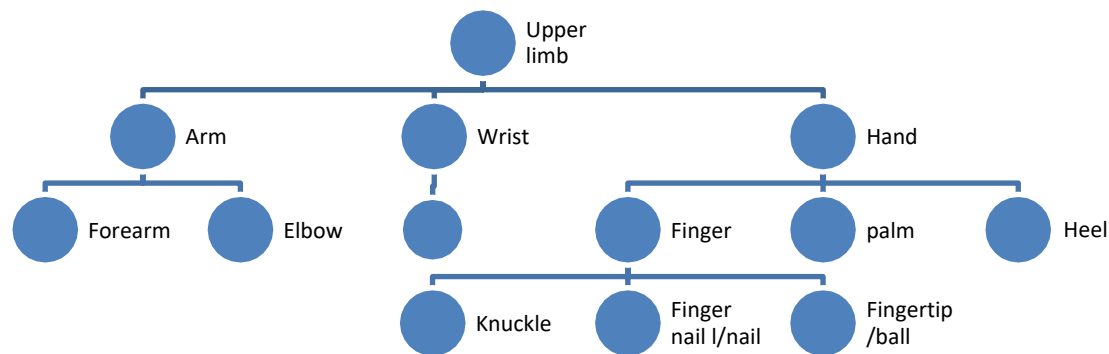 Upper
limb
Arm
Wrist
Hand
Forearm
Elbow
Finger
palm
Heel
Knuckle
Finger
nail l/nail
Fingertip
/ball